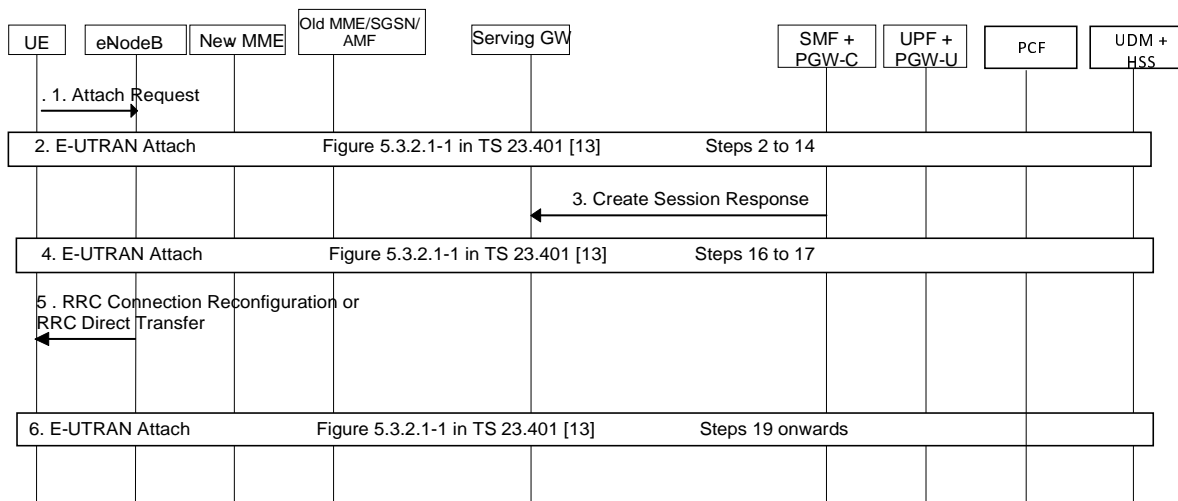 UE
eNodeB
New MME
Old MME/SGSN/
AMF
Serving GW
SMF +
PGW-C
UPF +
PGW-U
PCF
UDM +
HSS
. 1. Attach Request
2. E-UTRAN Attach Figure 5.3.2.1-1 in TS 23.401 [13] Steps 2 to 14
3. Create Session Response
4. E-UTRAN Attach Figure 5.3.2.1-1 in TS 23.401 [13] Steps 16 to 17
5 . RRC Connection Reconfiguration or
RRC Direct Transfer
6. E-UTRAN Attach Figure 5.3.2.1-1 in TS 23.401 [13] Steps 19 onwards